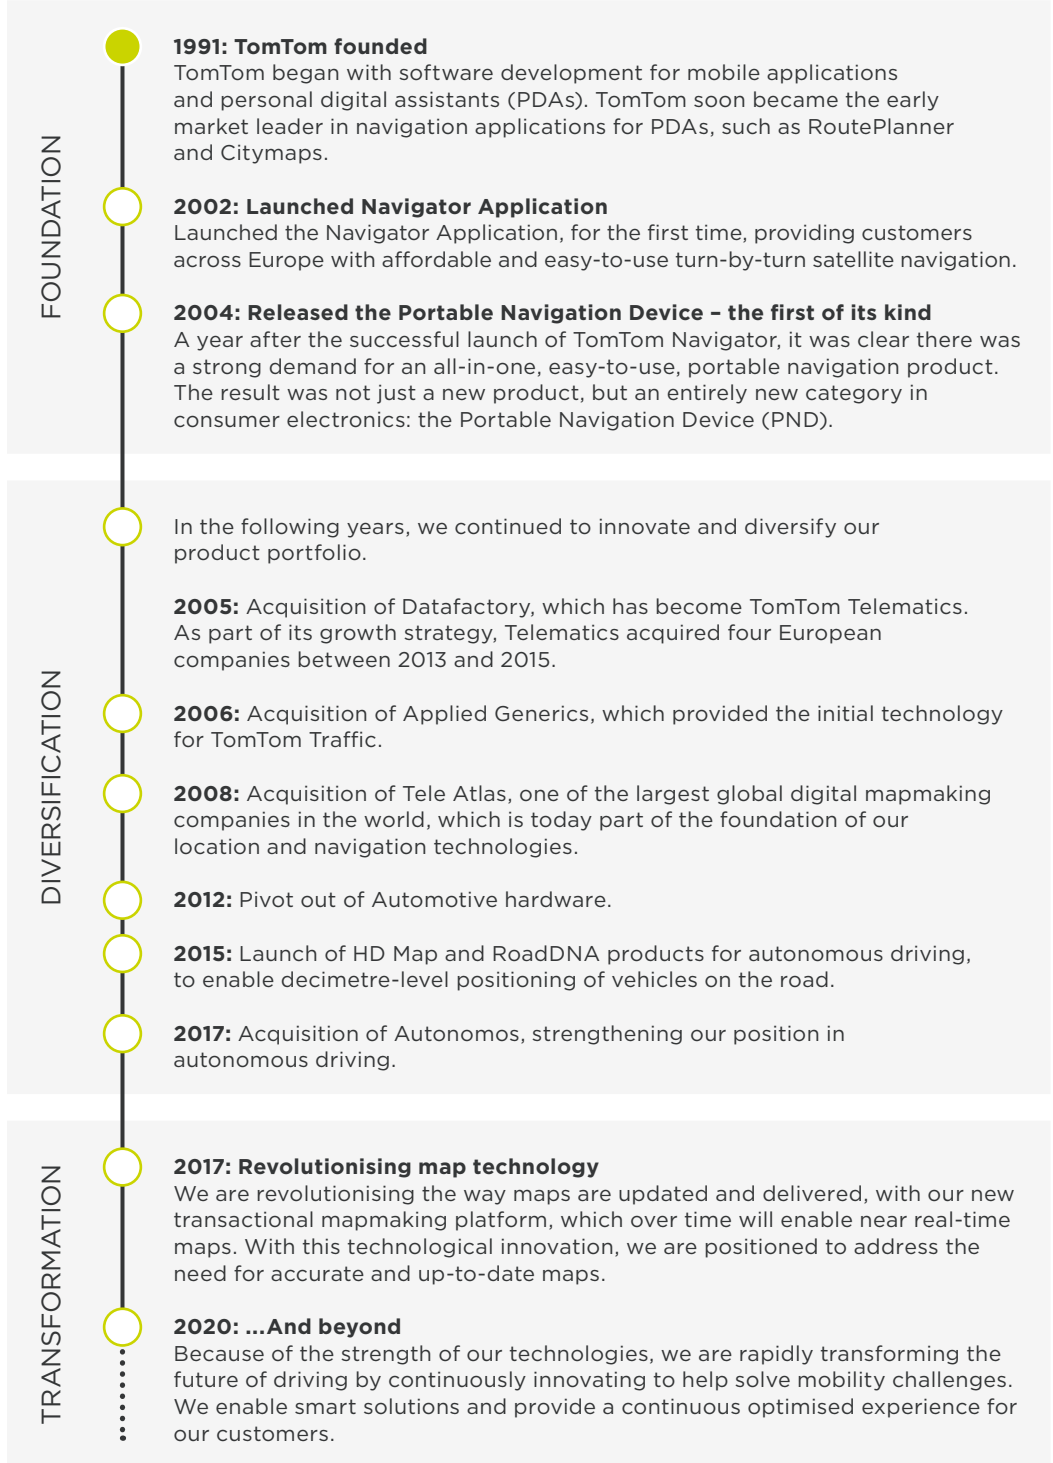 FOUNDATION
1991: TomTom founded
TomTom began with software development for mobile applications
and personal digital assistants (PDAs). TomTom soon became the early
market leader in navigation applications for PDAs, such as RoutePlanner
and Citymaps.
2002: Launched Navigator Application
Launched the Navigator Application, for the first time, providing customers
across Europe with affordable and easy-to-use turn-by-turn satellite navigation.
2004: Released the Portable Navigation Device – the first of its kind
A year after the successful launch of TomTom Navigator, it was clear there was
a strong demand for an all-in-one, easy-to-use, portable navigation product.
The result was not just a new product, but an entirely new category in
consumer electronics: the Portable Navigation Device (PND).
DIVERSIFICATION
In the following years, we continued to innovate and diversify our
product portfolio.
2005: Acquisition of Datafactory, which has become TomTom Telematics.
As part of its growth strategy, Telematics acquired four European
companies between 2013 and 2015.
2006: Acquisition of Applied Generics, which provided the initial technology
for TomTom Traffic.
2008: Acquisition of Tele Atlas, one of the largest global digital mapmaking
companies in the world, which is today part of the foundation of our
location and navigation technologies.
2012: Pivot out of Automotive hardware.
2015: Launch of HD Map and RoadDNA products for autonomous driving,
to enable decimetre-level positioning of vehicles on the road.
2017: Acquisition of Autonomos, strengthening our position in
autonomous driving.
TRANSFORMATION
2017: Revolutionising map technology
We are revolutionising the way maps are updated and delivered, with our new
transactional mapmaking platform, which over time will enable near real-time
maps. With this technological innovation, we are positioned to address the
need for accurate and up-to-date maps.
2020: ...And beyond
Because of the strength of our technologies, we are rapidly transforming the
future of driving by continuously innovating to help solve mobility challenges.
We enable smart solutions and provide a continuous optimised experience for
our customers.